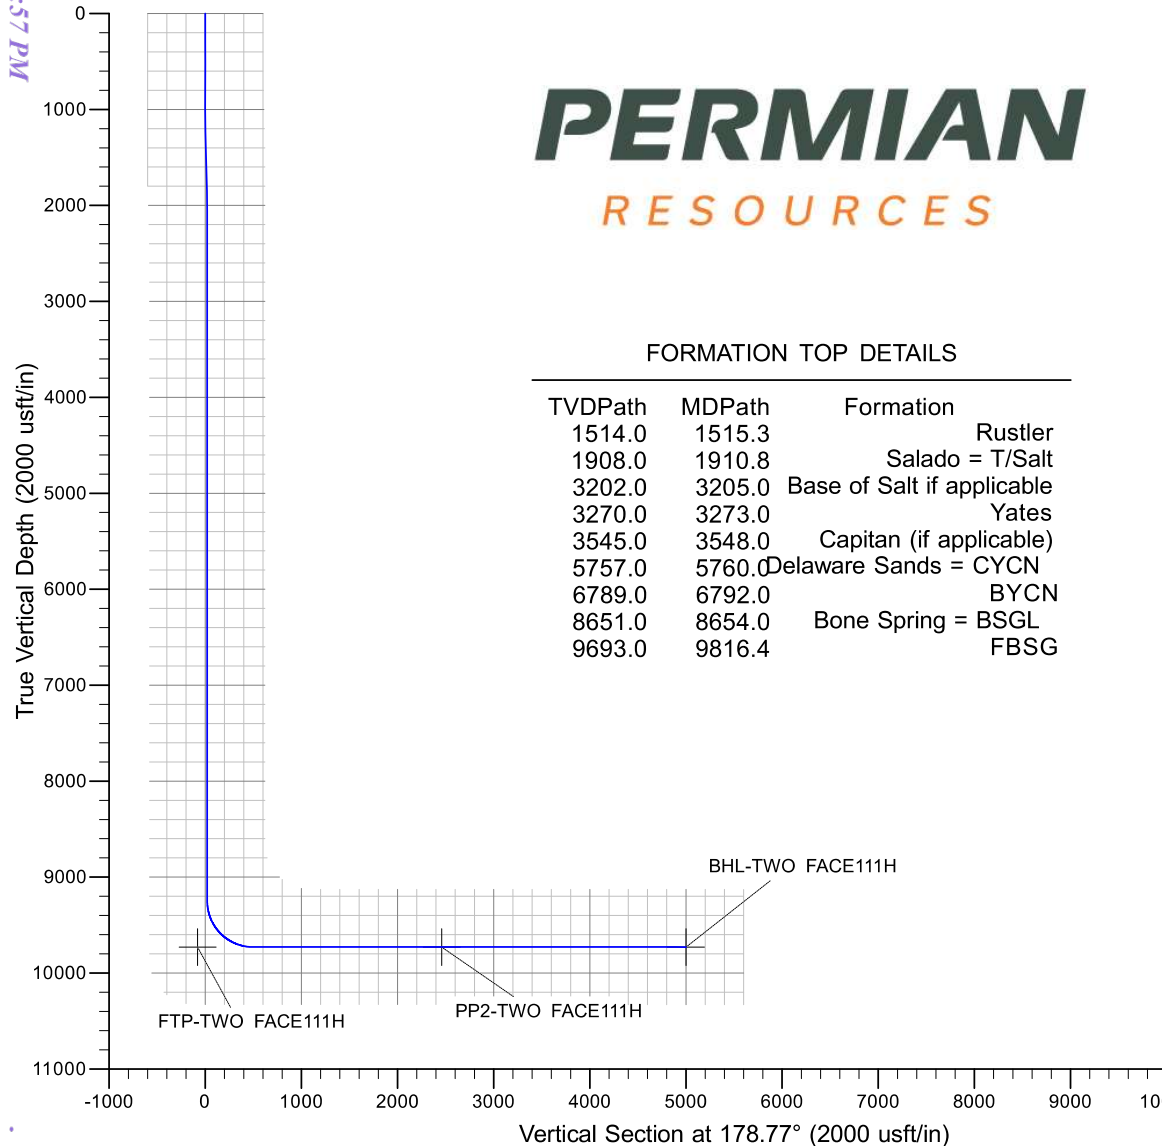 :57 PM
PERMIAN
RESOURCES
FORMATION TOP DETAILS
TVDPath MDPath Formation
1514.0 1515.3 Rustler
1908.0 1910.8 Salado = T/Salt
3202.0 3205.0 Base of Salt if applicable
3270.0 3273.0 Yates
3545.0 3548.0 Capitan (if applicable)
5757.0 5760.0 Delaware Sands = CYCN
6789.0 6792.0 BYCN
8651.0 8654.0 Bone Spring = BSGL
9693.0 9816.4 FBSG
True Vertical Depth (2000 usft/in)
0
1000
2000
3000
4000
5000
6000
7000
8000
9000
10000
11000
BHL-TWO FACE111H
PP2-TWO FACE111H
FTP-TWO FACE111H
-1000 0 1000 2000 3000 4000 5000 6000 7000 8000 9000 10
Vertical Section at 178.77° (2000 usft/in)